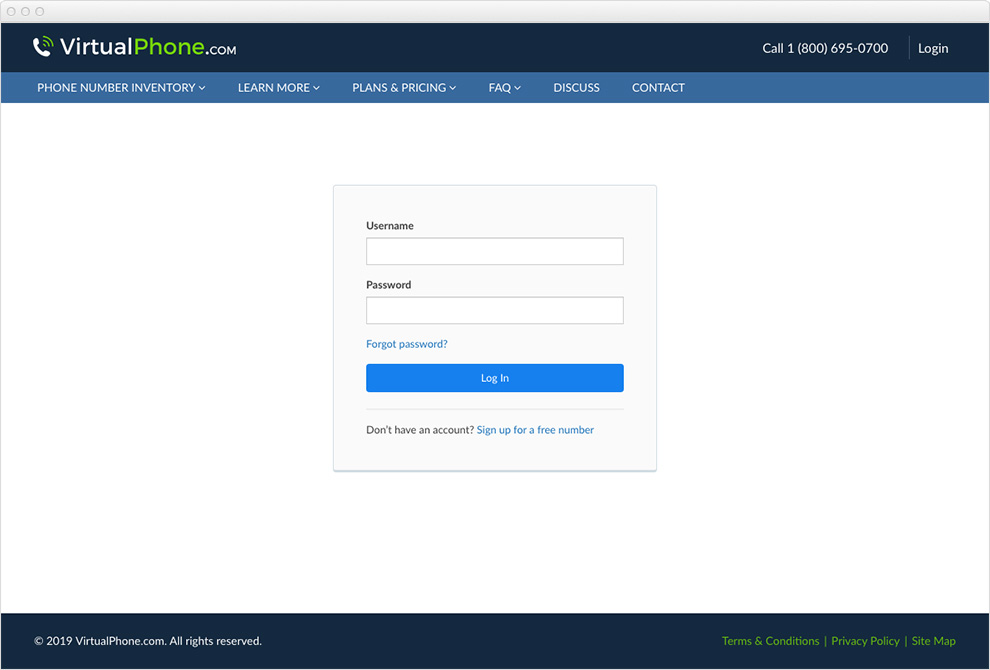 VirtualPhone.COM
Call 1 (800) 695-0700
Login
PHONE NUMBER INVENTORY
LEARN MORE
PLANS & PRICING
FAQ
DISCUSS
CONTACT
Username
Password
Forgot password?
Log In
Don't have an account? Sign up for a free number
© 2019 VirtualPhone.com. All rights reserved.
Terms & Conditions | Privacy Policy | Site Map